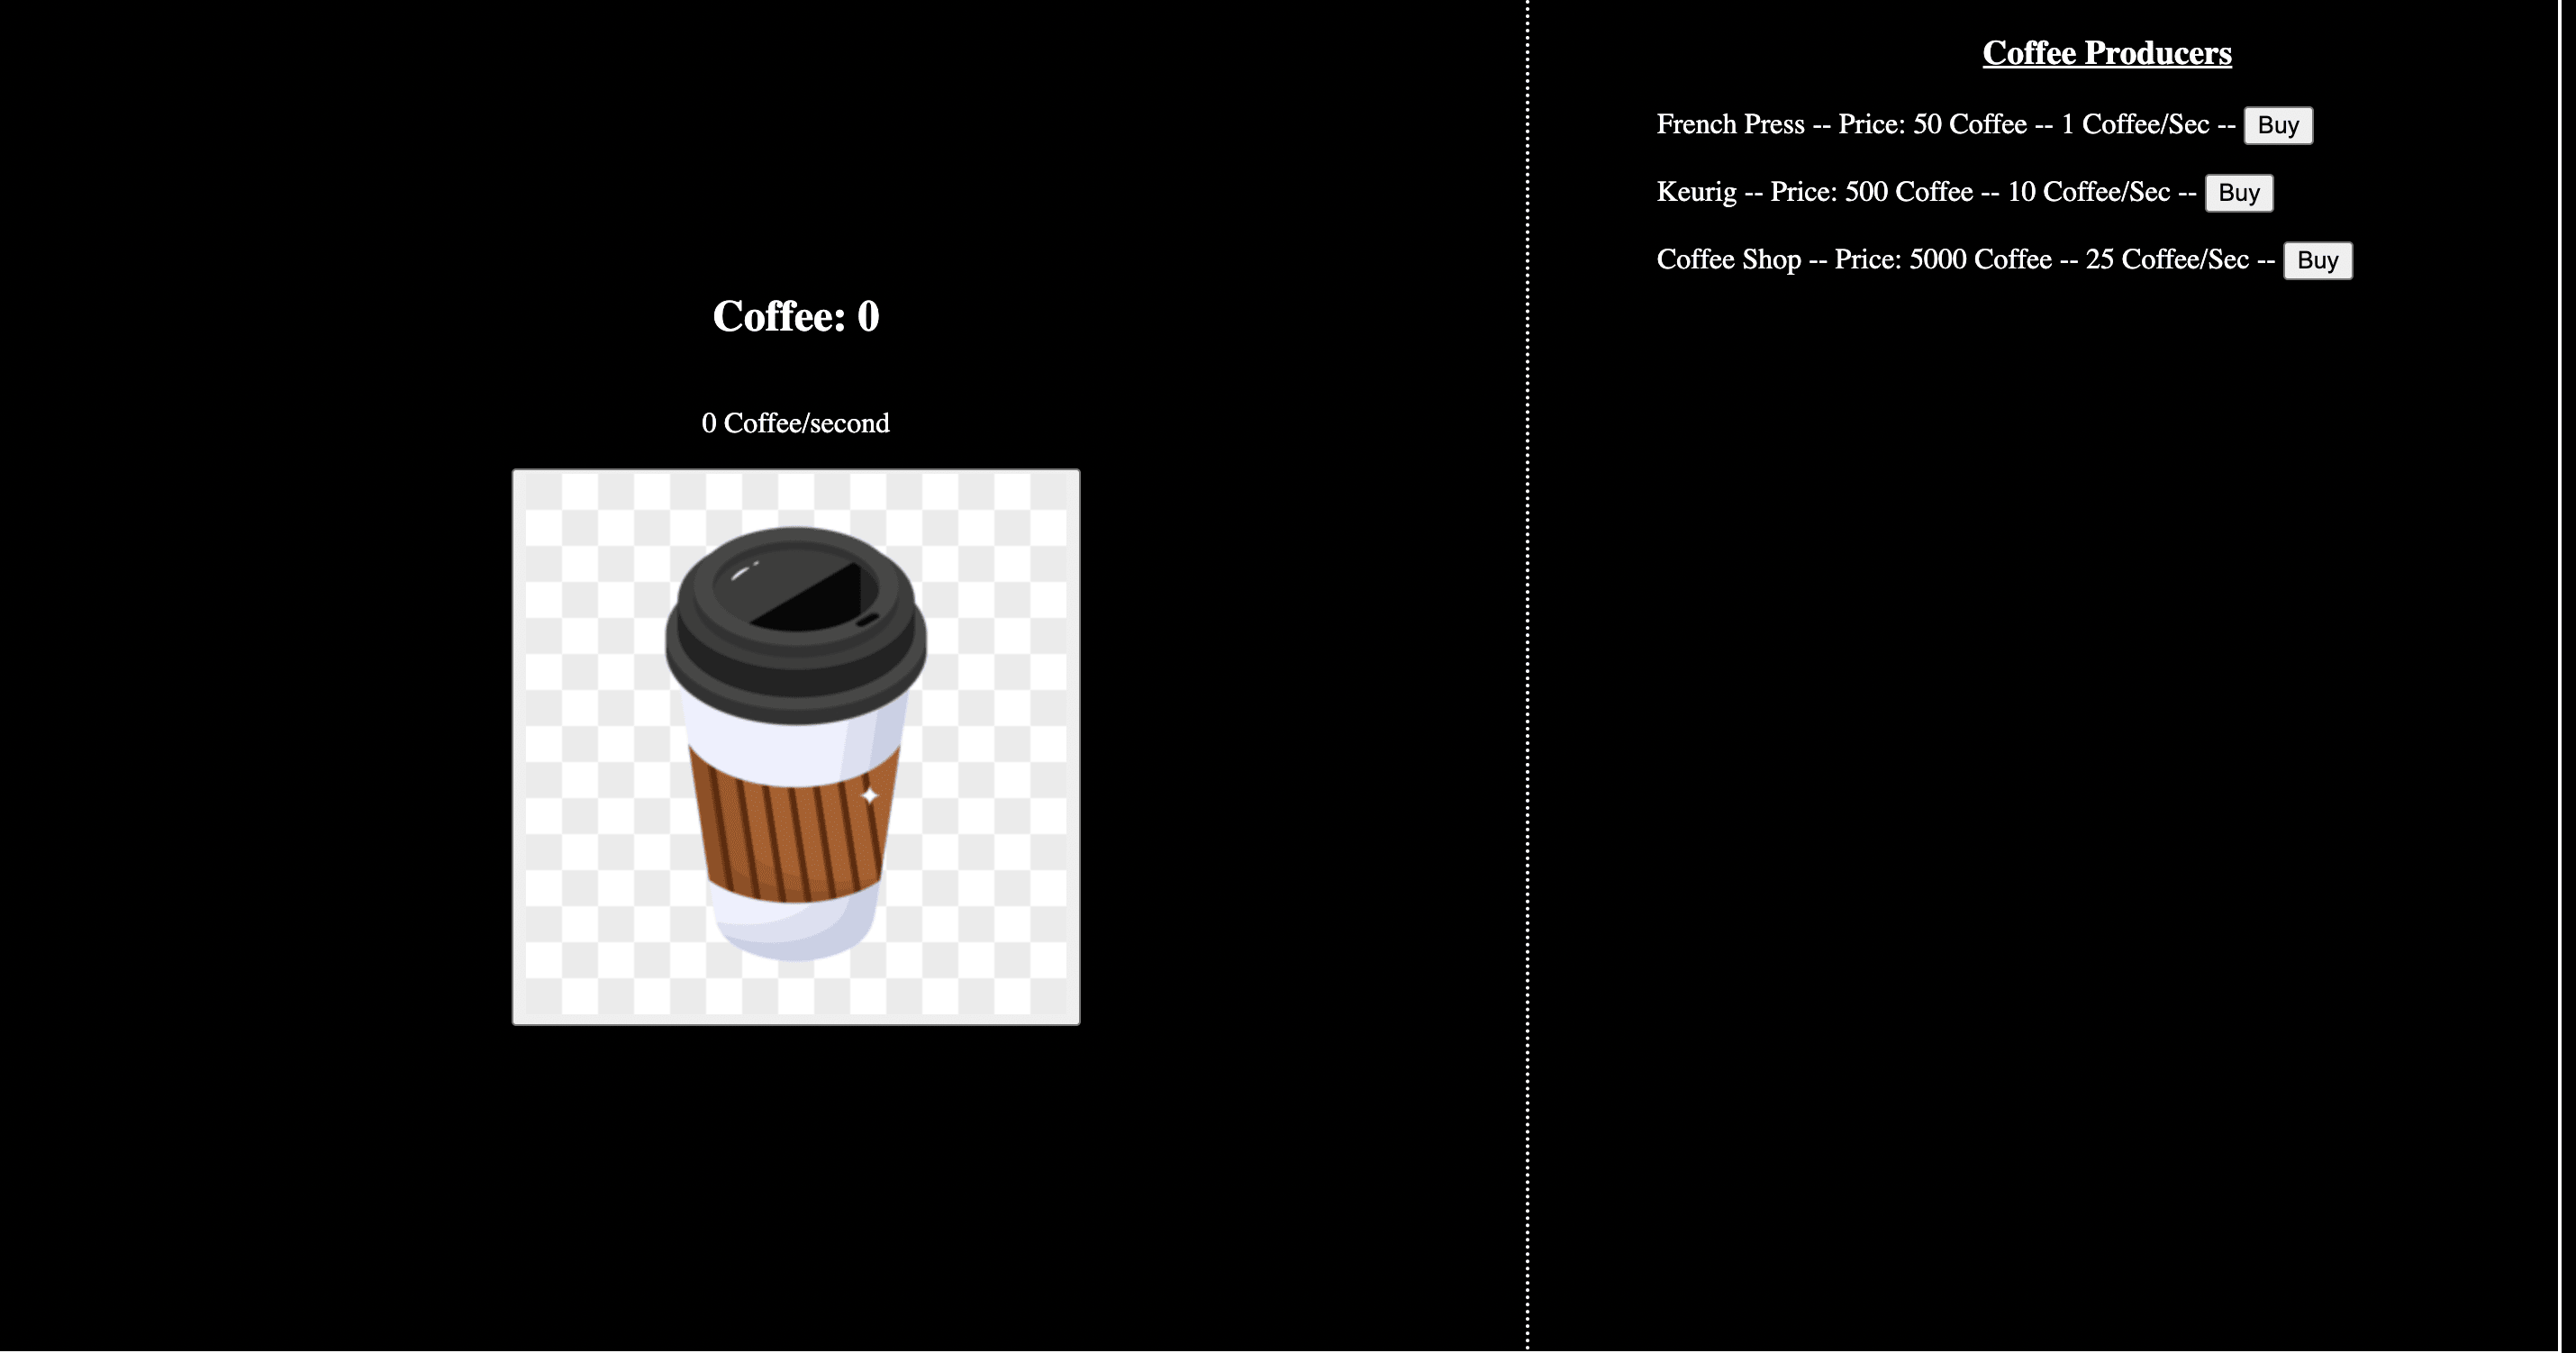 Coffee: 0
0 Coffee/second
Coffee Producers
French Press -- Price: 50 Coffee -- 1 Coffee/Sec -- Buy
Keurig -- Price: 500 Coffee -- 10 Coffee/Sec -- Buy
Coffee Shop -- Price: 5000 Coffee -- 25 Coffee/Sec -- Buy